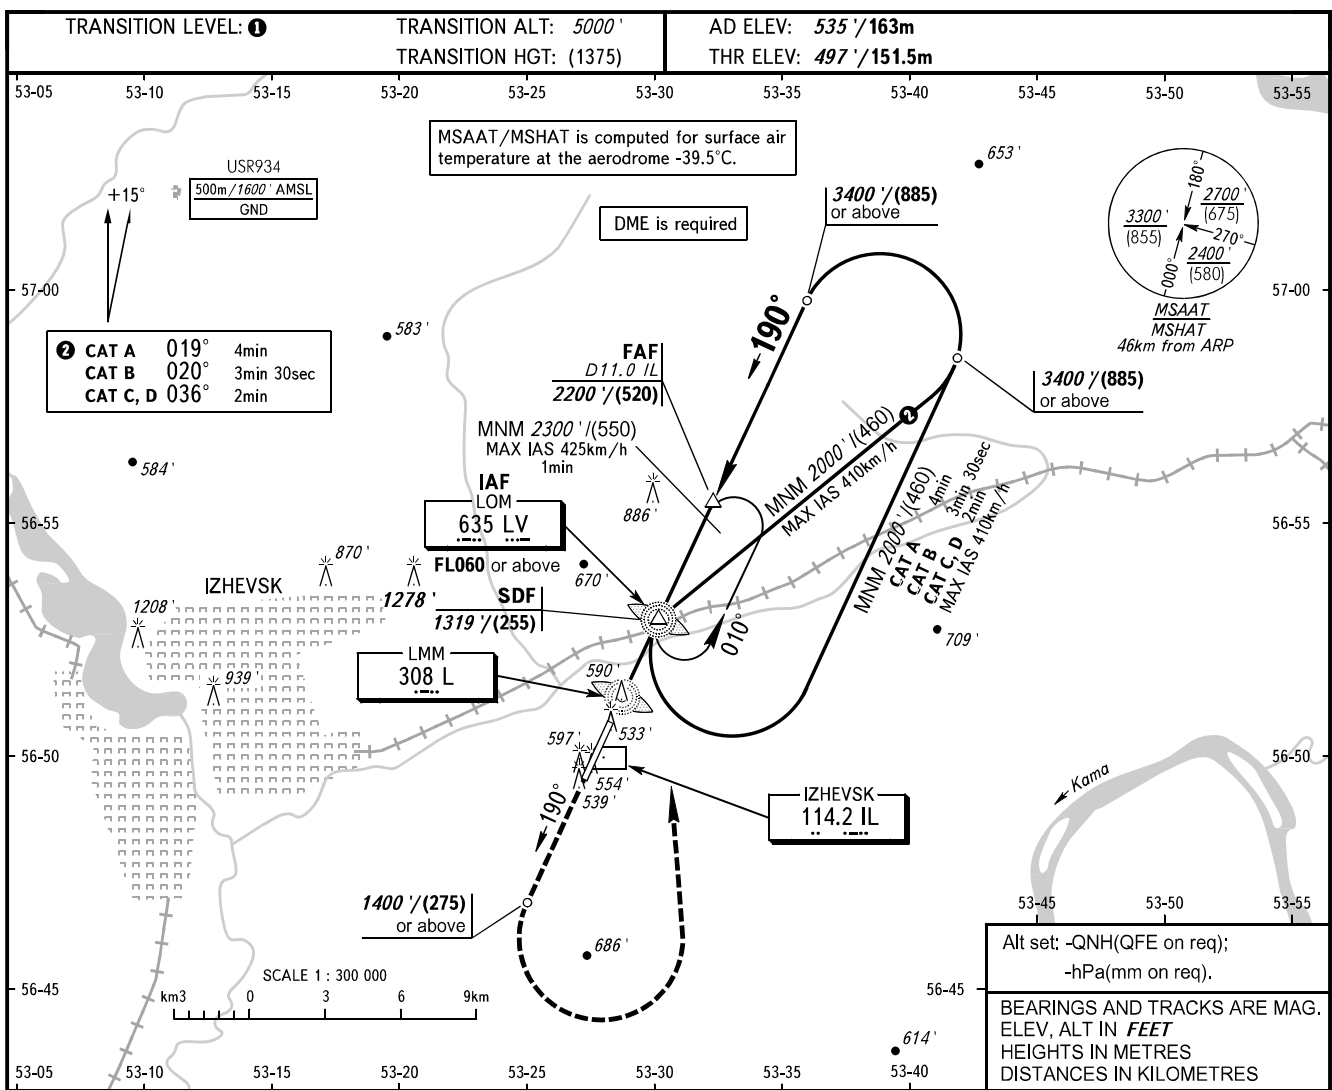 TRANSITION LEVEL: ❶
TRANSITION ALT: 5000 '
TRANSITION HGT: (1375)
AD ELEV: 535 '/163m
THR ELEV: 497 '/151.5m
53-05 53-10 53-15 53-20 53-25 53-30 53-35 53-40 53-45 53-50 53-55
MSAAT/MSHAT is computed for surface air
temperature at the aerodrome -39.5°C.
653 '
USR934
500m/1600 ' AMSL
GND
+15°
DME is required
3400 '/(885)
or above
180°
2700 '
(675)
3300 '
(855)
270°
2400 '
(580)
000°
MSAAT
MSHAT
46km from ARP
57-00
57-00
190°
583 '
❷ CAT A 019° 4min
CAT B 020° 3min 30sec
CAT C, D 036° 2min
FAF
D11.0 IL
2200 '/(520)
3400 '/(885)
or above
MNM 2300 '/(550)
MAX IAS 425km/h
1min
❷
MNM 2000 '/(460)
MAX IAS 410km/h
584 '
886 '
IAF
LOM
635 LV
FL060 or above
MNM 2000 '/(460)
CAT A 4min
CAT B 3min 30sec
CAT C, D 2min
MAX IAS 410km/h
56-55
56-55
870 '
1278 '
670 '
IZHEVSK
SDF
1319 '/(255)
1208 '
010°
709 '
LMM
308 L
590 '
939 '
597 '
533 '
554 '
539 '
56-50
56-50
Kama
IZHEVSK
114.2 IL
190°
1400 '/(275)
or above
686 '
53-45 53-50 53-55
SCALE 1 : 300 000
km3 0 3 6 9km
56-45
56-45
Alt set: -QNH(QFE on req);
-hPa(mm on req).
BEARINGS AND TRACKS ARE MAG.
ELEV, ALT IN FEET
HEIGHTS IN METRES
DISTANCES IN KILOMETRES
614 '
53-05 53-10 53-15 53-20 53-25 53-30 53-35 53-40